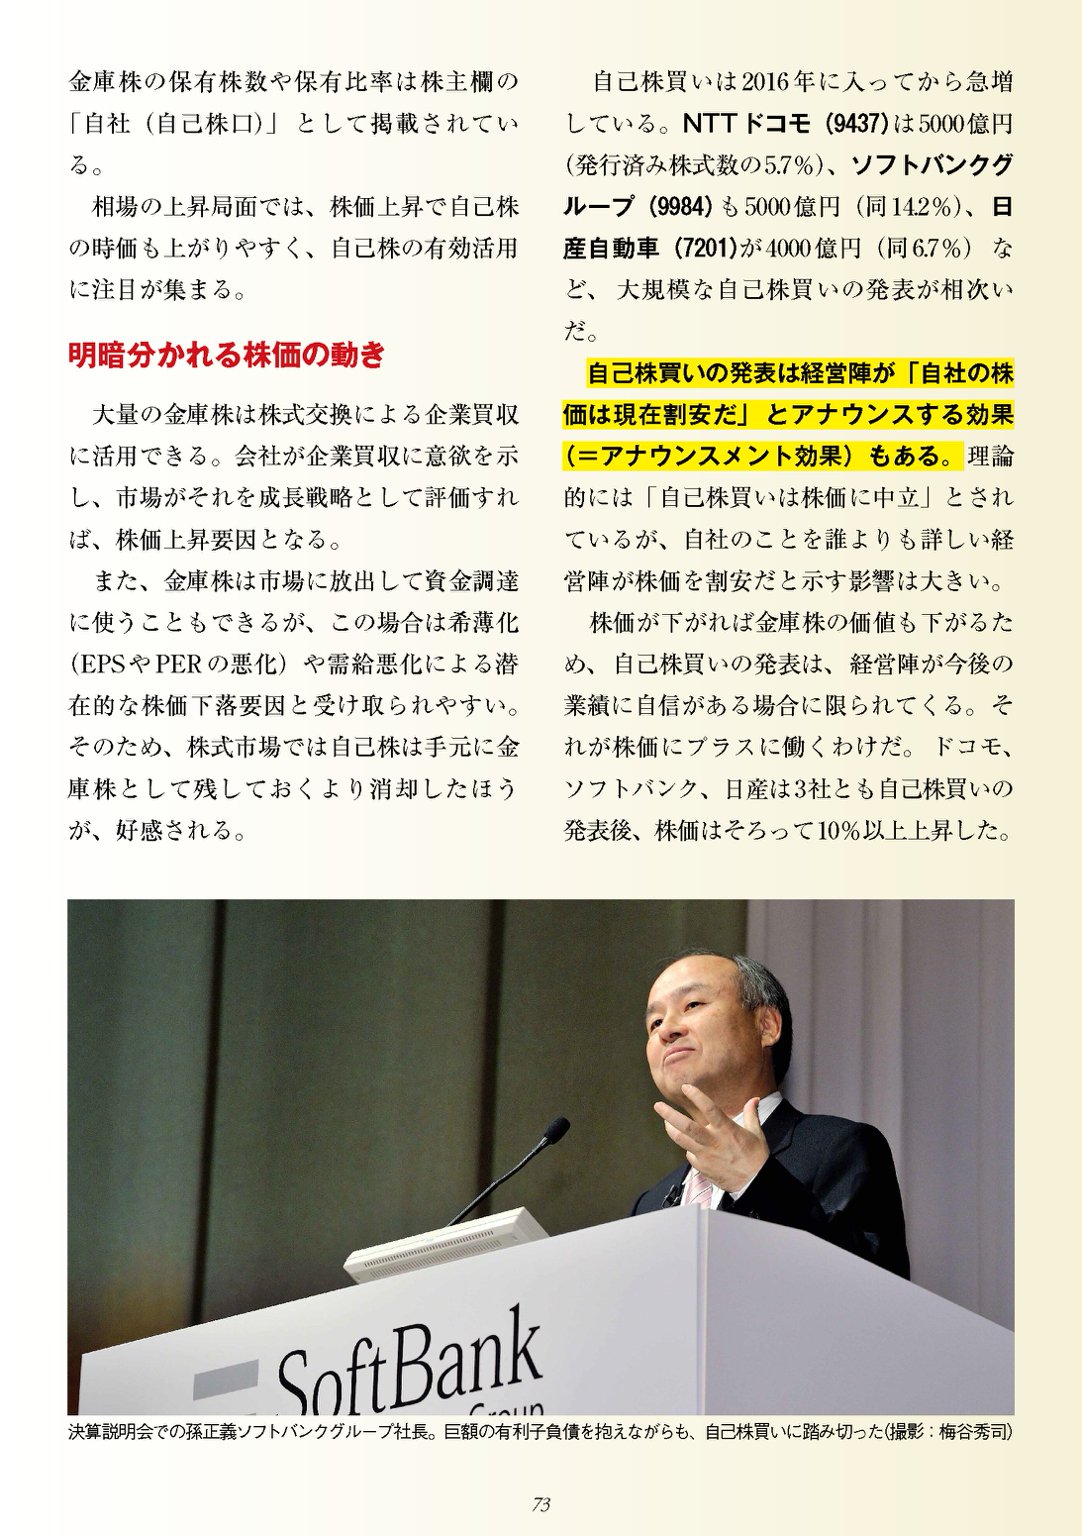 金庫株の保有株数や保有比率は株主欄の
「自社（自己株口）」として掲載されてい
る。
　相場の上昇局面では、株価上昇で自己株
の時価も上がりやすく、自己株の有効活用
に注目が集まる。
明暗分かれる株価の動き
　大量の金庫株は株式交換による企業買収
に活用できる。会社が企業買収に意欲を示
し、市場がそれを成長戦略として評価すれ
ば、株価上昇要因となる。
　また、金庫株は市場に放出して資金調達
に使うこともできるが、この場合は希薄化
（EPSやPERの悪化）や需給悪化による潜
在的な株価下落要因と受け取られやすい。
そのため、株式市場では自己株は手元に金
庫株として残しておくより消却したほう
が、好感される。
　自己株買いは2016年に入ってから急増
している。NTTドコモ（9437）は5000億円
（発行済み株式数の5.7%）、ソフトバンクグ
ループ（9984）も5000億円（同14.2%）、日
産自動車（7201）が4000億円（同6.7%）な
ど、大規模な自己株買いの発表が相次い
だ。
　自己株買いの発表は経営陣が「自社の株
価は現在割安だ」とアナウンスする効果
（＝アナウンスメント効果）もある。理論
的には「自己株買いは株価に中立」とされ
ているが、自社のことを誰よりも詳しい経
営陣が株価を割安だと示す影響は大きい。
　株価が下がれば金庫株の価値も下がるた
め、自己株買いの発表は、経営陣が今後の
業績に自信がある場合に限られてくる。そ
れが株価にプラスに働くわけだ。ドコモ、
ソフトバンク、日産は3社とも自己株買いの
発表後、株価はそろって10%以上上昇した。
SoftBank
Group
決算説明会での孫正義ソフトバンクグループ社長。巨額の有利子負債を抱えながらも、自己株買いに踏み切った（撮影：梅谷秀司）
73